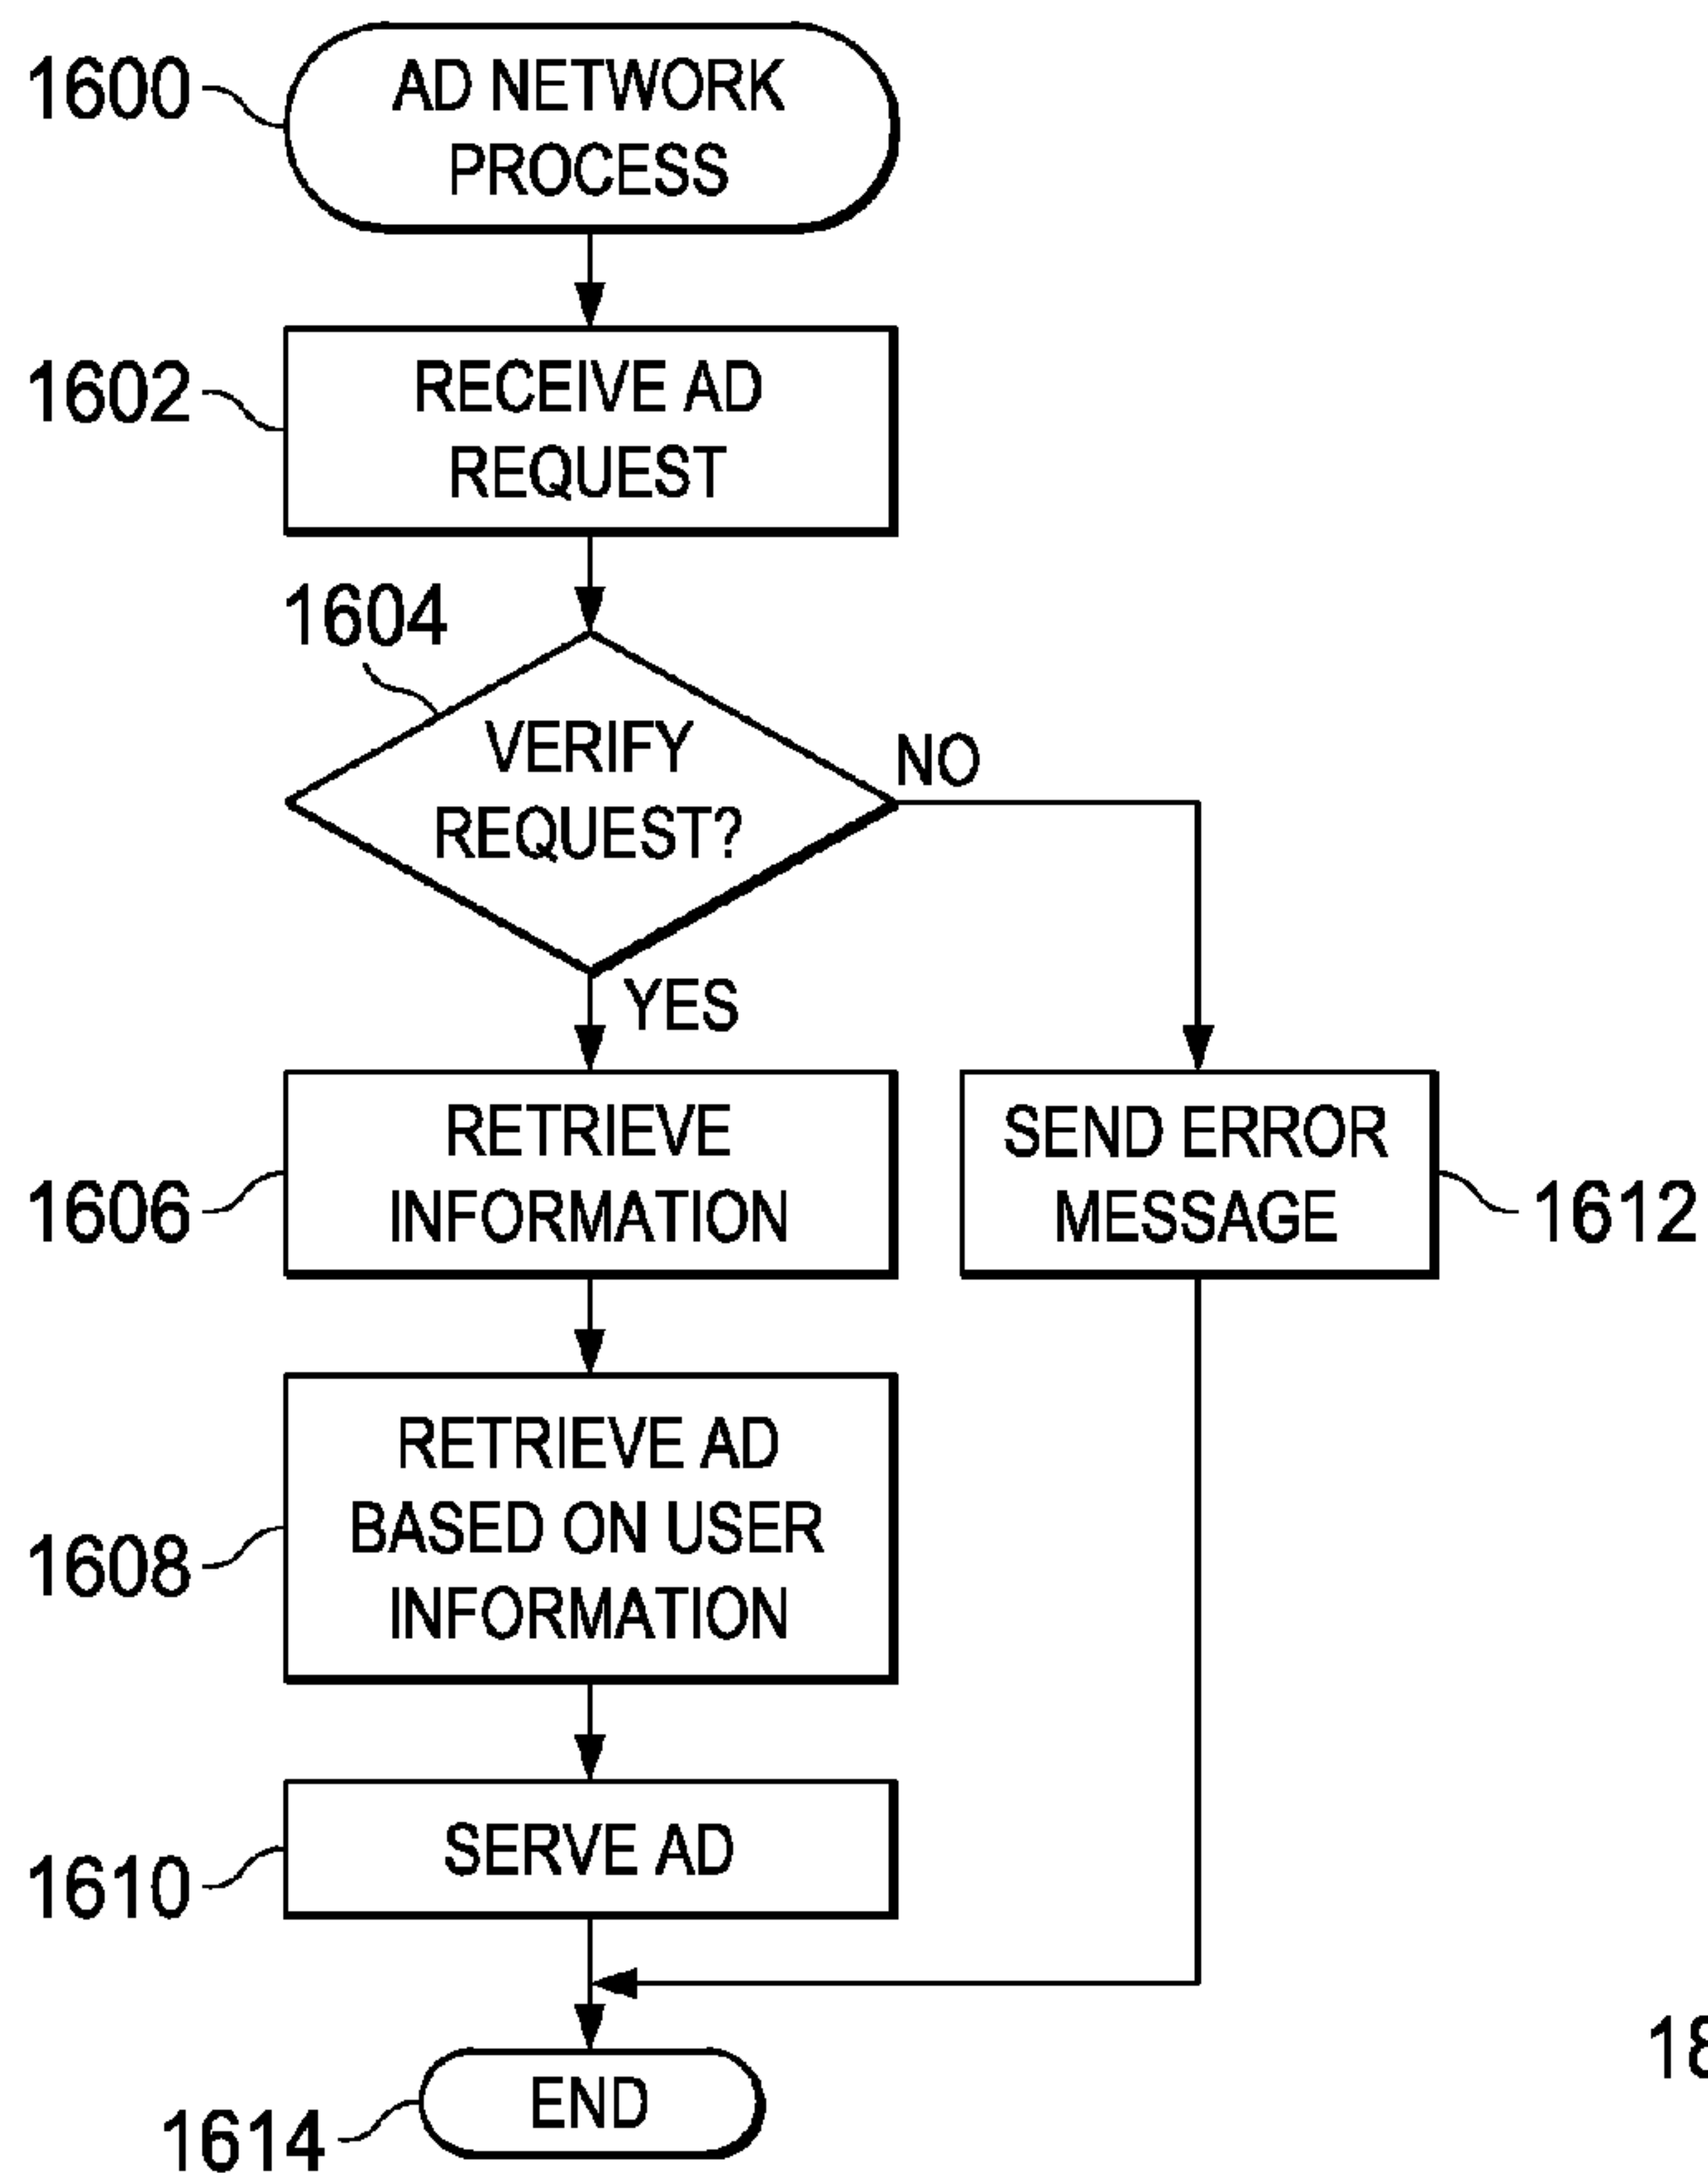 1600
AD NETWORK
PROCESS
1602
RECEIVE AD
REQUEST
1604
VERIFY
REQUEST?
NO
YES
1606
RETRIEVE
INFORMATION
SEND ERROR
MESSAGE
1612
1608
RETRIEVE AD
BASED ON USER
INFORMATION
1610
SERVE AD
1614
END